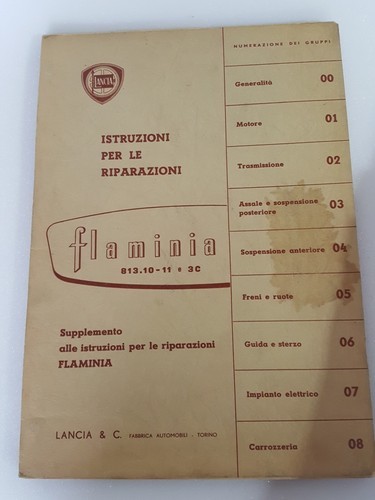 LANCIA
ISTRUZIONI
PER LE
RIPARAZIONI
flaminia
813.10-11 e 3C
Supplemento
alle istruzioni per le riparazioni
FLAMINIA
LANCIA & C. FABBRICA AUTOMOBILI - TORINO
NUMERAZIONE DEI GRUPPI
Generalità 00
Motore 01
Trasmissione 02
Assale e sospensione
posteriore 03
Sospensione anteriore 04
Freni e ruote 05
Guida e sterzo 06
Impianto elettrico 07
Carrozzeria 08